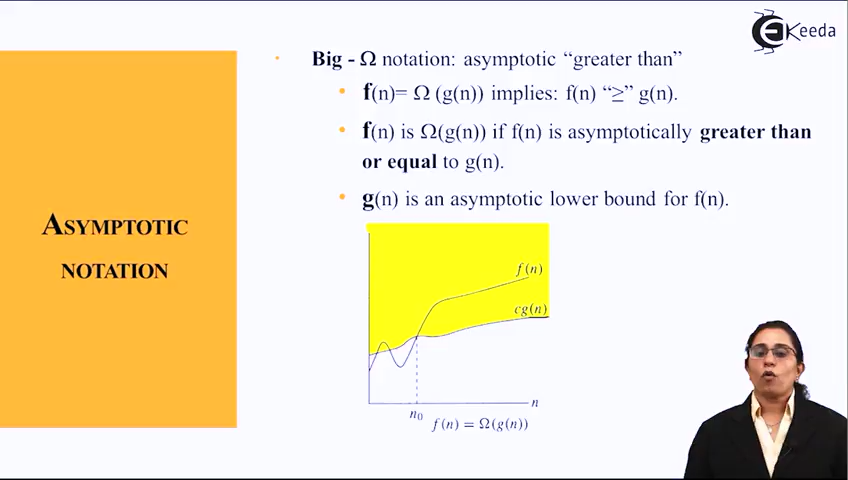 Keeda
Big - Ω notation: asymptotic “greater than”
f(n)= Ω (g(n)) implies: f(n) “≥” g(n).
f(n) is Ω(g(n)) if f(n) is asymptotically greater than
or equal to g(n).
g(n) is an asymptotic lower bound for f(n).
ASYMPTOTIC
NOTATION
f(n)
cg(n)
n
n₀
f(n) = Ω(g(n))